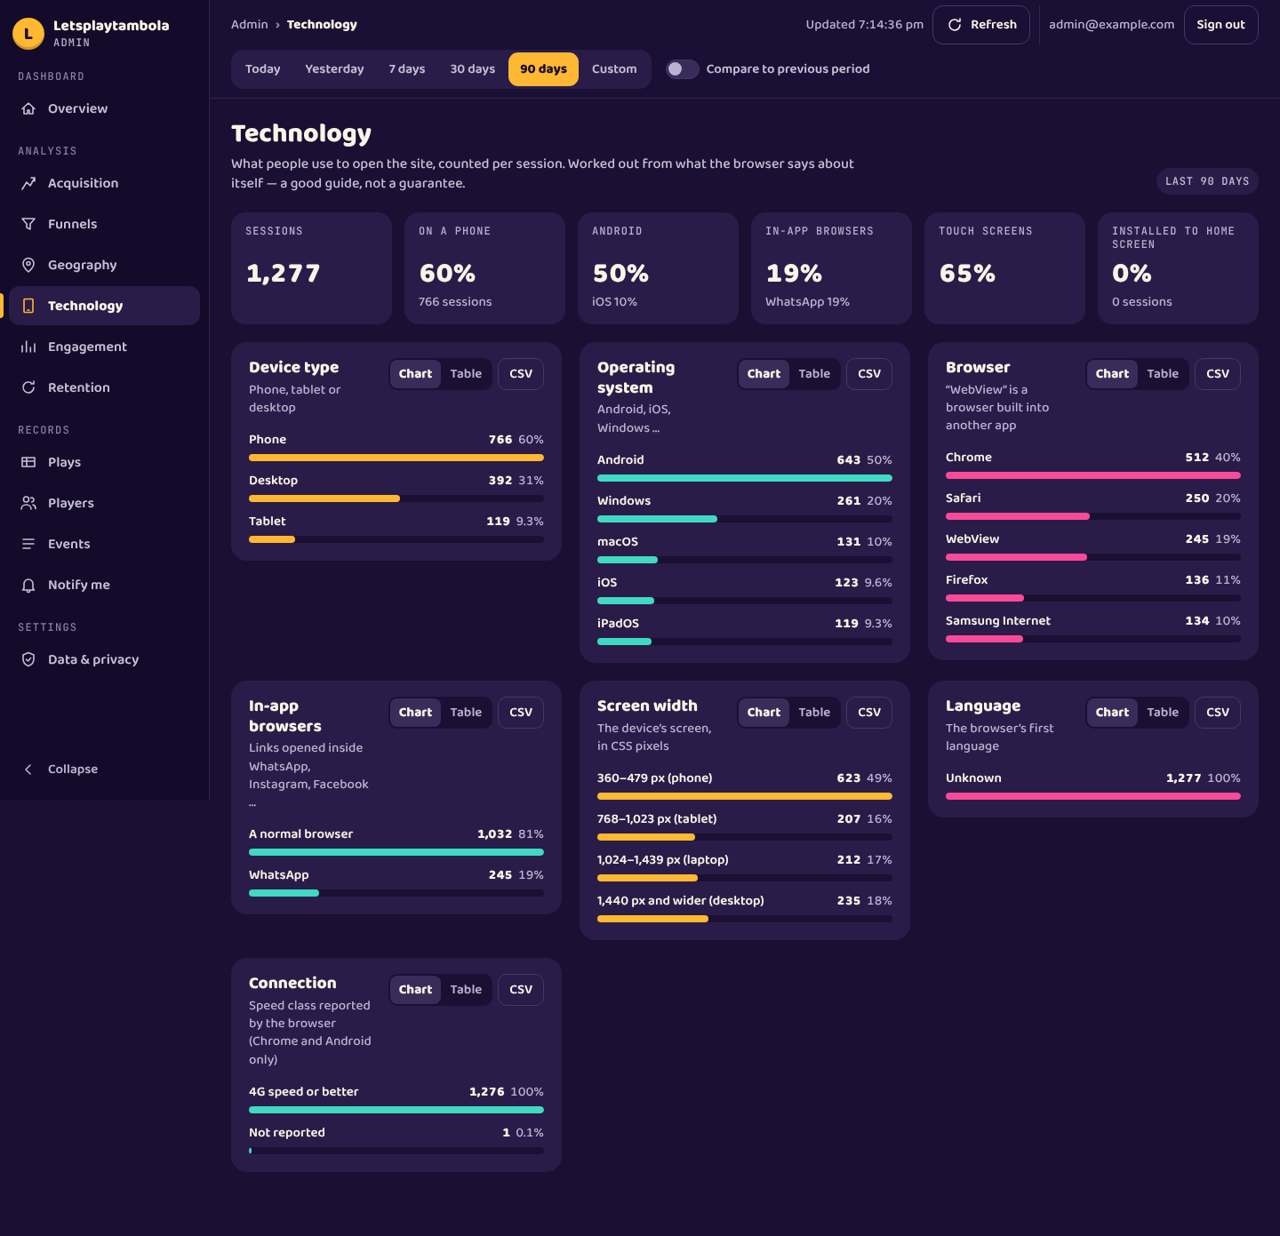 L
Letsplaytambola
ADMIN
DASHBOARD
Overview
ANALYSIS
Acquisition
Funnels
Geography
Technology
Engagement
Retention
RECORDS
Plays
Players
Events
Notify me
SETTINGS
Data & privacy
Collapse
Admin › Technology
Updated 7:14:36 pm
Refresh
admin@example.com
Sign out
Today Yesterday 7 days 30 days 90 days Custom
Compare to previous period
Technology
What people use to open the site, counted per session. Worked out from what the browser says about
itself — a good guide, not a guarantee.
LAST 90 DAYS
SESSIONS
1,277
ON A PHONE
60%
766 sessions
ANDROID
50%
iOS 10%
IN-APP BROWSERS
19%
WhatsApp 19%
TOUCH SCREENS
65%
INSTALLED TO HOME
SCREEN
0%
0 sessions
Device type
Chart Table CSV
Phone, tablet or
desktop
Phone 766 60%
Desktop 392 31%
Tablet 119 9.3%
Operating
system
Chart Table CSV
Android, iOS,
Windows ...
Android 643 50%
Windows 261 20%
macOS 131 10%
iOS 123 9.6%
iPadOS 119 9.3%
Browser
Chart Table CSV
“WebView” is a
browser built into
another app
Chrome 512 40%
Safari 250 20%
WebView 245 19%
Firefox 136 11%
Samsung Internet 134 10%
In-app
browsers
Chart Table CSV
Links opened inside
WhatsApp,
Instagram, Facebook
...
A normal browser 1,032 81%
WhatsApp 245 19%
Screen width
Chart Table CSV
The device’s screen,
in CSS pixels
360–479 px (phone) 623 49%
768–1,023 px (tablet) 207 16%
1,024–1,439 px (laptop) 212 17%
1,440 px and wider (desktop) 235 18%
Language
Chart Table CSV
The browser’s first
language
Unknown 1,277 100%
Connection
Chart Table CSV
Speed class reported
by the browser
(Chrome and Android
only)
4G speed or better 1,276 100%
Not reported 1 0.1%